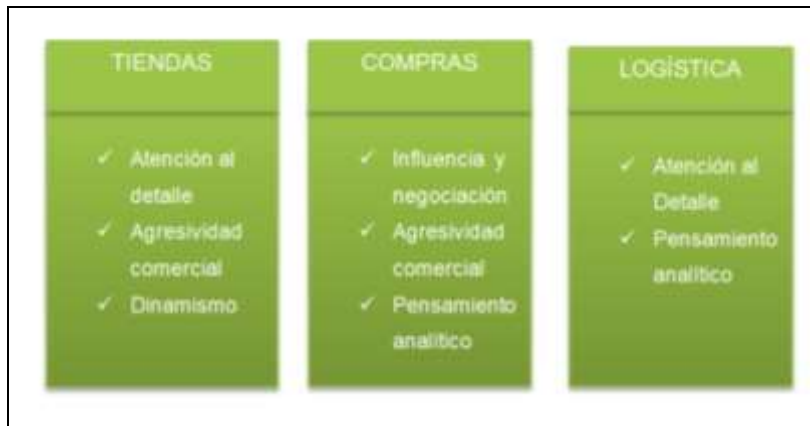 TIENDAS
✓ Atención al
detalle
✓ Agresividad
comercial
✓ Dinamismo
COMPRAS
✓ Influencia y
negociación
✓ Agresividad
comercial
✓ Pensamiento
analítico
LOGÍSTICA
✓ Atención al
Detalle
✓ Pensamiento
analítico